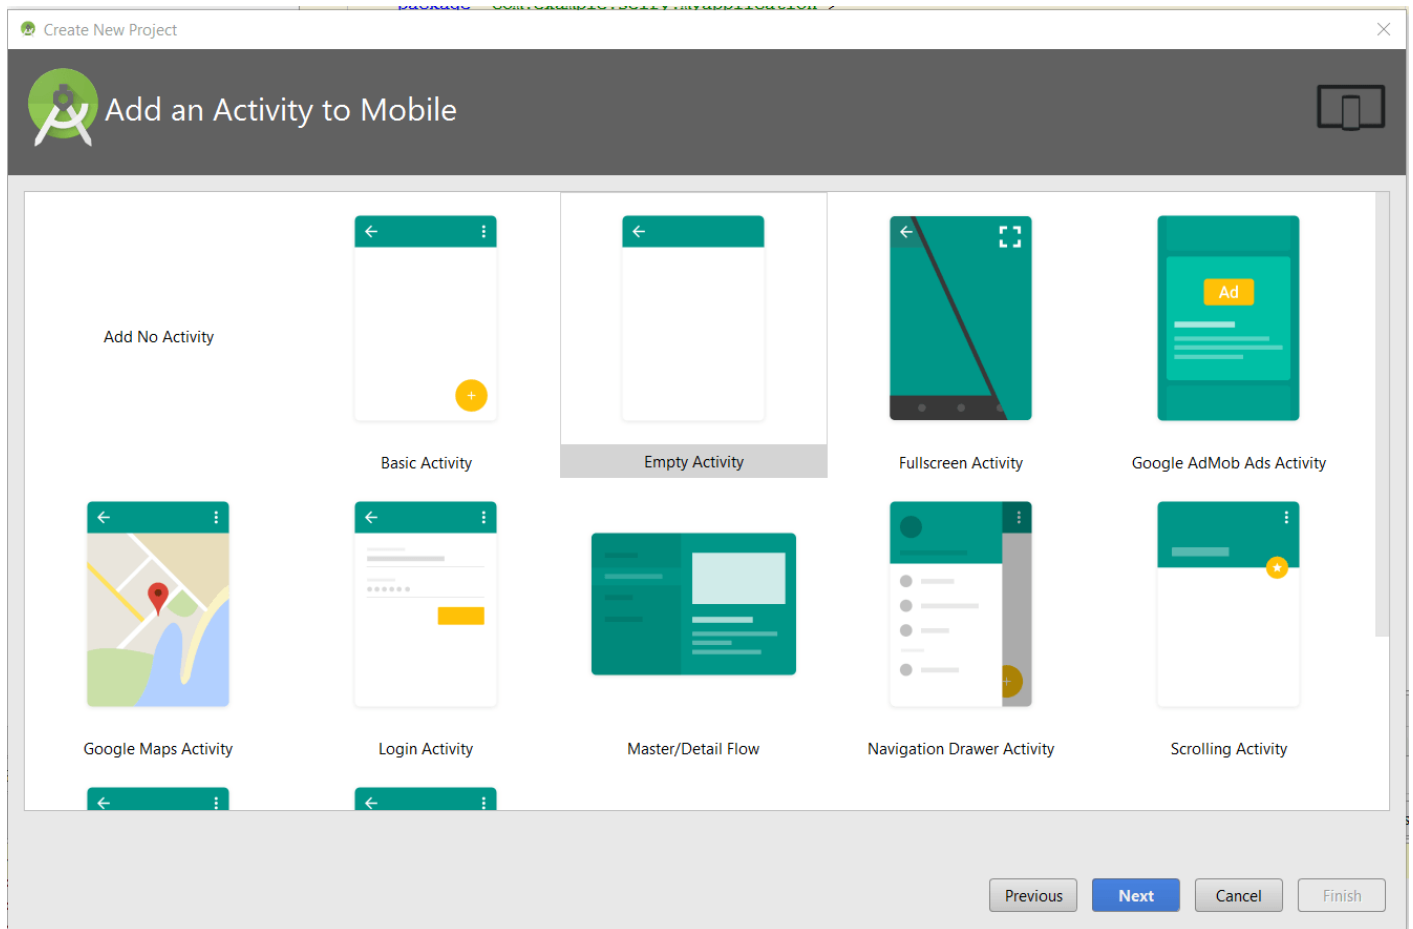 Create New Project
Add an Activity to Mobile
Ad
Add No Activity
Basic Activity
Empty Activity
Fullscreen Activity
Google AdMob Ads Activity
Google Maps Activity
Login Activity
Master/Detail Flow
Navigation Drawer Activity
Scrolling Activity
Previous
Next
Cancel
Finish